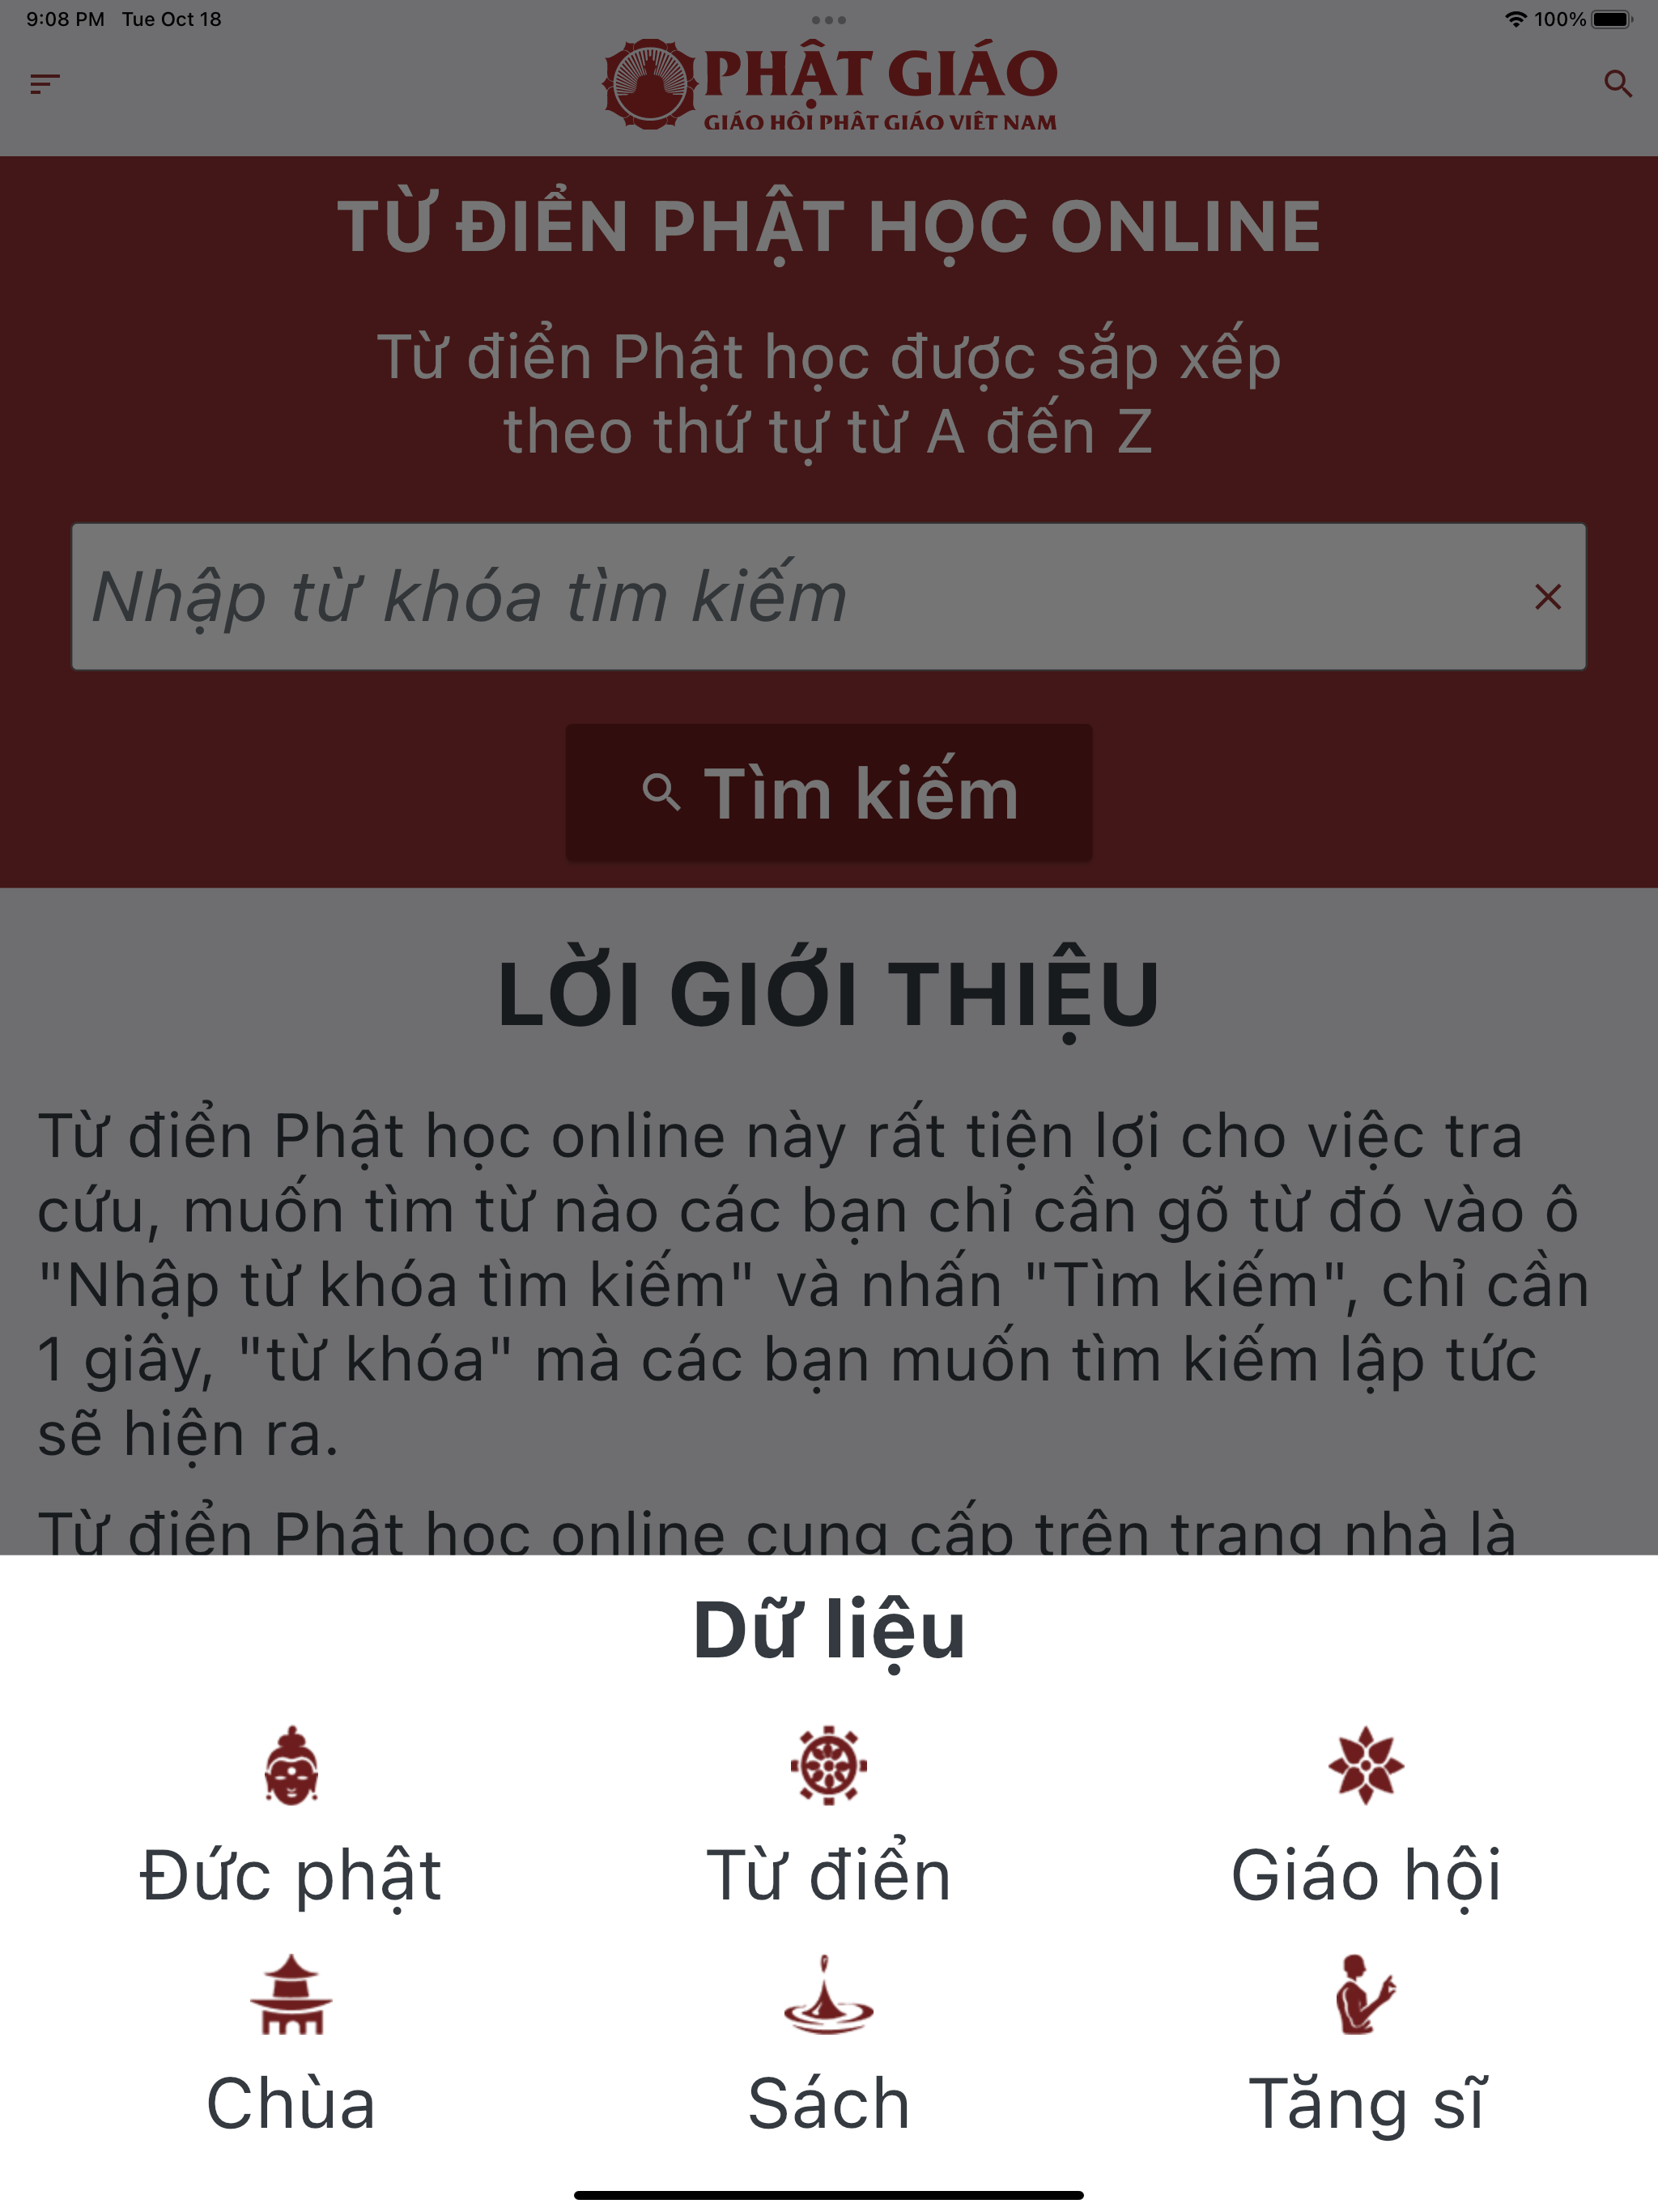 9:08 PM Tue Oct 18
100%
PHẬT GIÁO
GIÁO HỘI PHẬT GIÁO VIỆT NAM
TỪ ĐIỂN PHẬT HỌC ONLINE
Từ điển Phật học được sắp xếp
theo thứ tự từ A đến Z
Nhập từ khóa tìm kiếm
Tìm kiếm
LỜI GIỚI THIỆU
Từ điển Phật học online này rất tiện lợi cho việc tra
cứu, muốn tìm từ nào các bạn chỉ cần gõ từ đó vào ô
"Nhập từ khóa tìm kiếm" và nhấn "Tìm kiếm", chỉ cần
1 giây, "từ khóa" mà các bạn muốn tìm kiếm lập tức
sẽ hiện ra.
Từ điển Phật học online cung cấp trên trang nhà là
Dữ liệu
Đức phật
Từ điển
Giáo hội
Chùa
Sách
Tăng sĩ